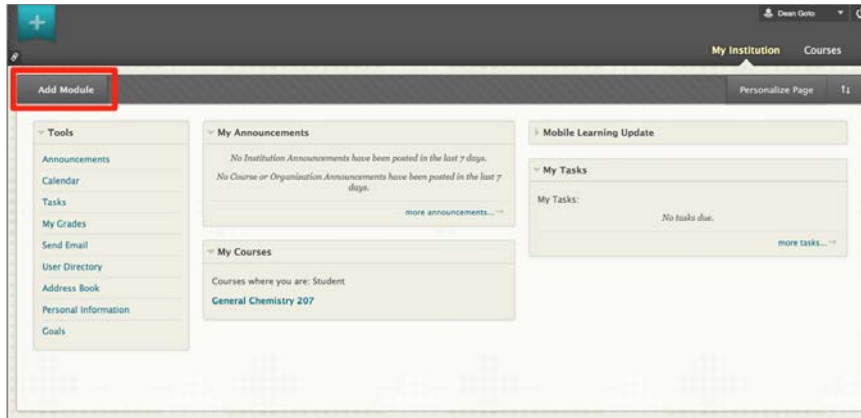 Dean Goto
My Institution
Courses
Add Module
Personalize Page
Tools
Announcements
Calendar
Tasks
My Grades
Send Email
User Directory
Address Book
Personal Information
Goals
My Announcements
No Institution Announcements have been posted in the last 7 days.
No Course or Organization Announcements have been posted in the last 7
days.
more announcements...
My Courses
Courses where you are: Student
General Chemistry 207
Mobile Learning Update
My Tasks
My Tasks:
No tasks due.
more tasks...